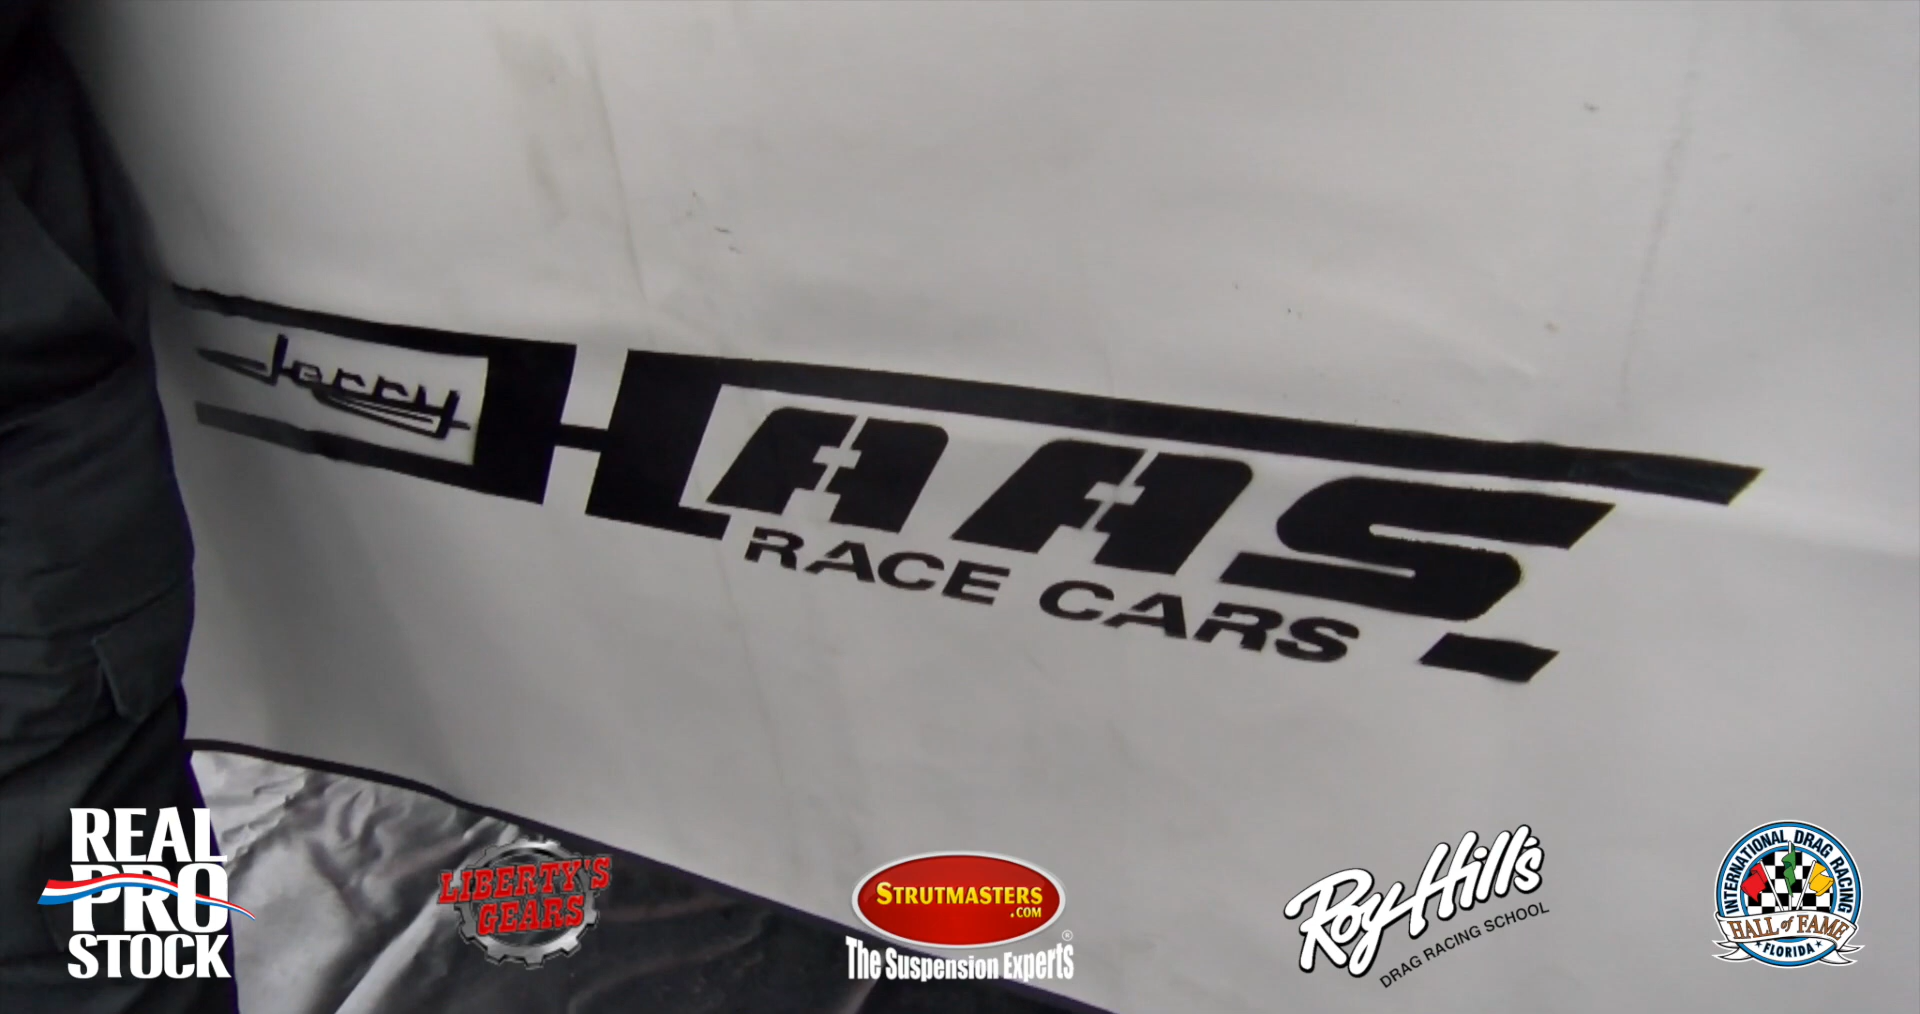 Jerry
HAAS
RACE CARS
REAL
PRO
STOCK
LIBERTY'S
GEARS
STRUTMASTERS
.COM
The Suspension Experts®
Roy Hill's
DRAG RACING SCHOOL
INTERNATIONAL DRAG RACING
HALL of FAME
FLORIDA